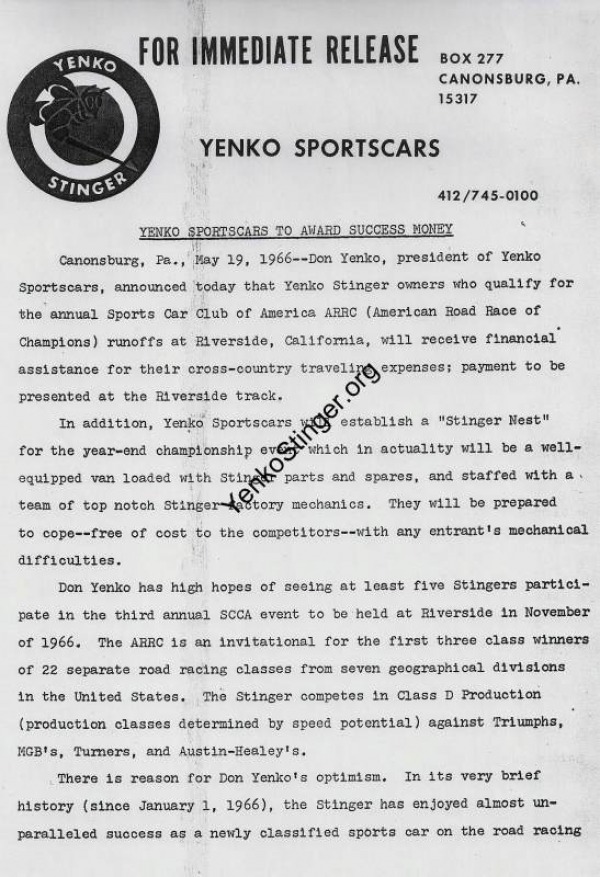 FOR IMMEDIATE RELEASE
BOX 277
CANONSBURG, PA.
15317
YENKO
STINGER
YENKO SPORTSCARS
412/745-0100
YENKO SPORTSCARS TO AWARD SUCCESS MONEY
Canonsburg, Pa., May 19, 1966--Don Yenko, president of Yenko
Sportscars, announced today that Yenko Stinger owners who qualify for
the annual Sports Car Club of America ARRC (American Road Race of
Champions) runoffs at Riverside, California, will receive financial
assistance for their cross-country traveling expenses; payment to be
presented at the Riverside track.
In addition, Yenko Sportscars will establish a "Stinger Nest"
for the year-end championship event which in actuality will be a well-
equipped van loaded with Stinger parts and spares, and staffed with a
team of top notch Stinger factory mechanics. They will be prepared
to cope--free of cost to the competitors--with any entrant's mechanical
difficulties.
Don Yenko has high hopes of seeing at least five Stingers partici-
pate in the third annual SCCA event to be held at Riverside in November
of 1966. The ARRC is an invitational for the first three class winners
of 22 separate road racing classes from seven geographical divisions
in the United States. The Stinger competes in Class D Production
(production classes determined by speed potential) against Triumphs,
MGB's, Turners, and Austin-Healey's.
There is reason for Don Yenko's optimism. In its very brief
history (since January 1, 1966), the Stinger has enjoyed almost un-
paralleled success as a newly classified sports car on the road racing
YenkoStinger.org